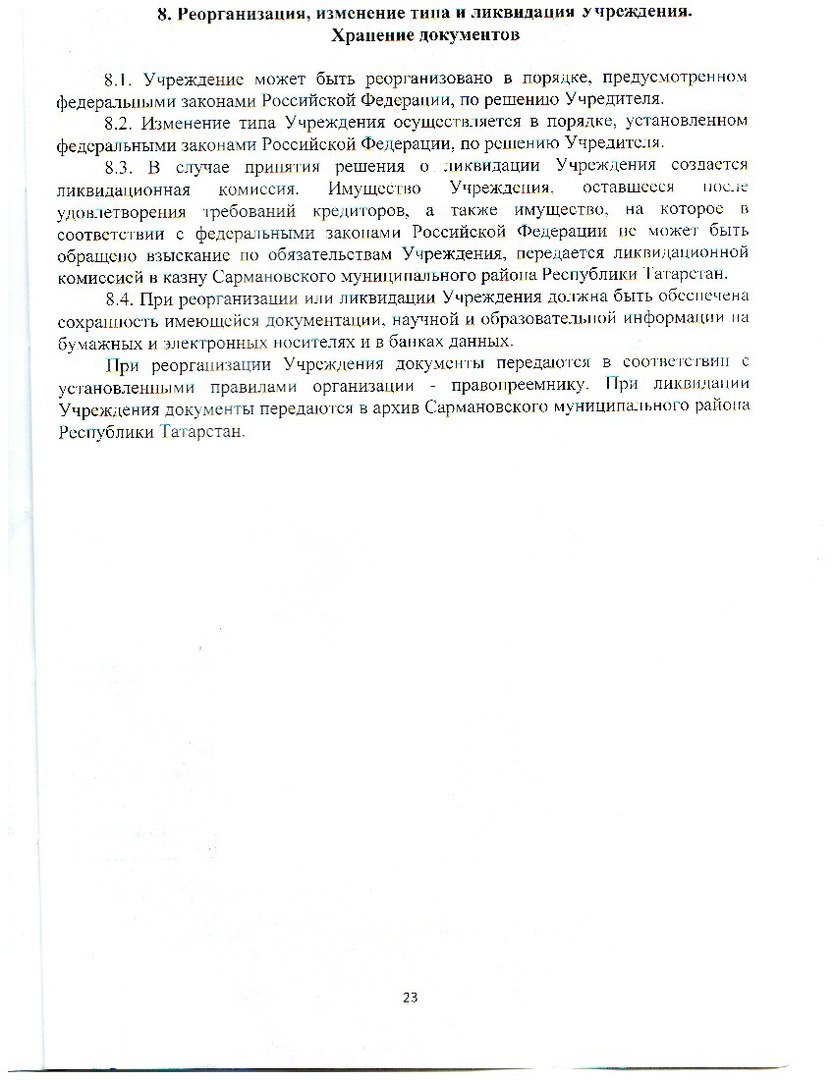 8. Реорганизация, изменение типа и ликвидация Учреждения.
Хранение документов
8.1. Учреждение может быть реорганизовано в порядке, предусмотренном
федеральными законами Российской Федерации, по решению Учредителя.
8.2. Изменение типа Учреждения осуществляется в порядке, установленном
федеральными законами Российской Федерации, по решению Учредителя.
8.3. В случае принятия решения о ликвидации Учреждения создается
ликвидационная комиссия. Имущество Учреждения, оставшееся после
удовлетворения требований кредиторов, а также имущество, на которое в
соответствии с федеральными законами Российской Федерации не может быть
обращено взыскание по обязательствам Учреждения, передается ликвидационной
комиссией в казну Сармановского муниципального района Республики Татарстан.
8.4. При реорганизации или ликвидации Учреждения должна быть обеспечена
сохранность имеющейся документации, научной и образовательной информации на
бумажных и электронных носителях и в банках данных.
При реорганизации Учреждения документы передаются в соответствии с
установленными правилами организации - правопреемнику. При ликвидации
Учреждения документы передаются в архив Сармановского муниципального района
Республики Татарстан.
23